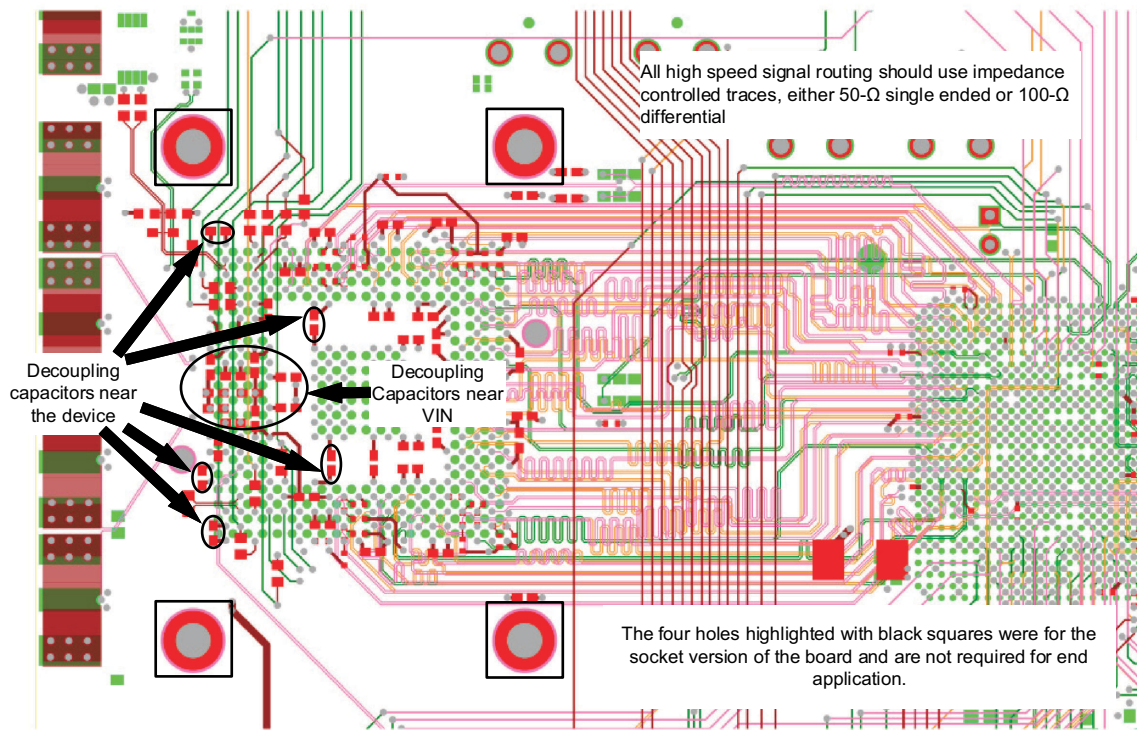 All high speed signal routing should use impedance
controlled traces, either 50-Ω single ended or 100-Ω
differential
Decoupling
capacitors near
the device
Decoupling
Capacitors near
VIN
The four holes highlighted with black squares were for the
socket version of the board and are not required for end
application.